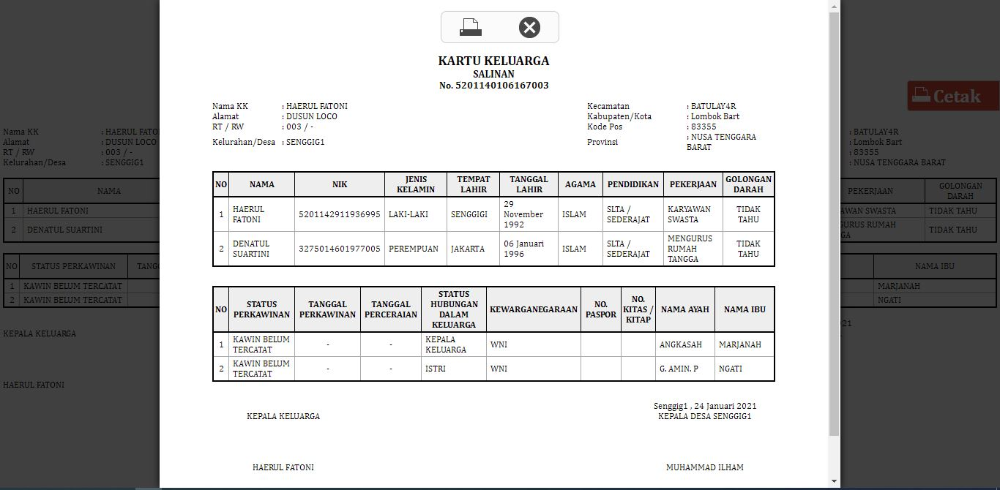 KARTU KELUARGA
SALINAN
No. 5201140106167003
Nama KK : HAERUL FATONI
Alamat : DUSUN LOCO
RT / RW : 003 / -
Kelurahan/Desa : SENGGIG1
Kecamatan : BATULAY4R
Kabupaten/Kota : Lombok Bart
Kode Pos : 83355
Provinsi : NUSA TENGGARA
BARAT
NO NAMA NIK JENIS KELAMIN TEMPAT LAHIR TANGGAL LAHIR AGAMA PENDIDIKAN PEKERJAAN GOLONGAN DARAH
1 HAERUL FATONI 5201142911936995 LAKI-LAKI SENGGIGI 29 November 1992 ISLAM SLTA / SEDERAJAT KARYAWAN SWASTA TIDAK TAHU
2 DENATUL SUARTINI 3275014601977005 PEREMPUAN JAKARTA 06 Januari 1996 ISLAM SLTA / SEDERAJAT MENGURUS RUMAH TANGGA TIDAK TAHU
NO STATUS PERKAWINAN TANGGAL PERKAWINAN TANGGAL PERCERAIAN STATUS HUBUNGAN DALAM KELUARGA KEWARGANEGARAAN NO. PASPOR NO. KITAS / KITAP NAMA AYAH NAMA IBU
1 KAWIN BELUM TERCATAT - - KEPALA KELUARGA WNI ANGKASAH MARJANAH
2 KAWIN BELUM TERCATAT - - ISTRI WNI G. AMIN. P NGATI
Senggig1 , 24 Januari 2021
KEPALA KELUARGA KEPALA DESA SENGGIG1
HAERUL FATONI MUHAMMAD ILHAM
Nama KK : HAERUL FATO
Alamat : DUSUN LOCO
RT / RW : 003 / -
Kelurahan/Desa : SENGGIG1
NO NAMA
1 HAERUL FATONI
2 DENATUL SUARTINI
NO STATUS PERKAWINAN TANGG
1 KAWIN BELUM TERCATAT
2 KAWIN BELUM TERCATAT
KEPALA KELUARGA
HAERUL FATONI
Cetak
: BATULAY4R
: Lombok Bart
: 83355
: NUSA TENGGARA BARAT
PEKERJAAN GOLONGAN DARAH
AWAN SWASTA TIDAK TAHU
GURUS RUMAH
GA TIDAK TAHU
NAMA IBU
MARJANAH
NGATI
21